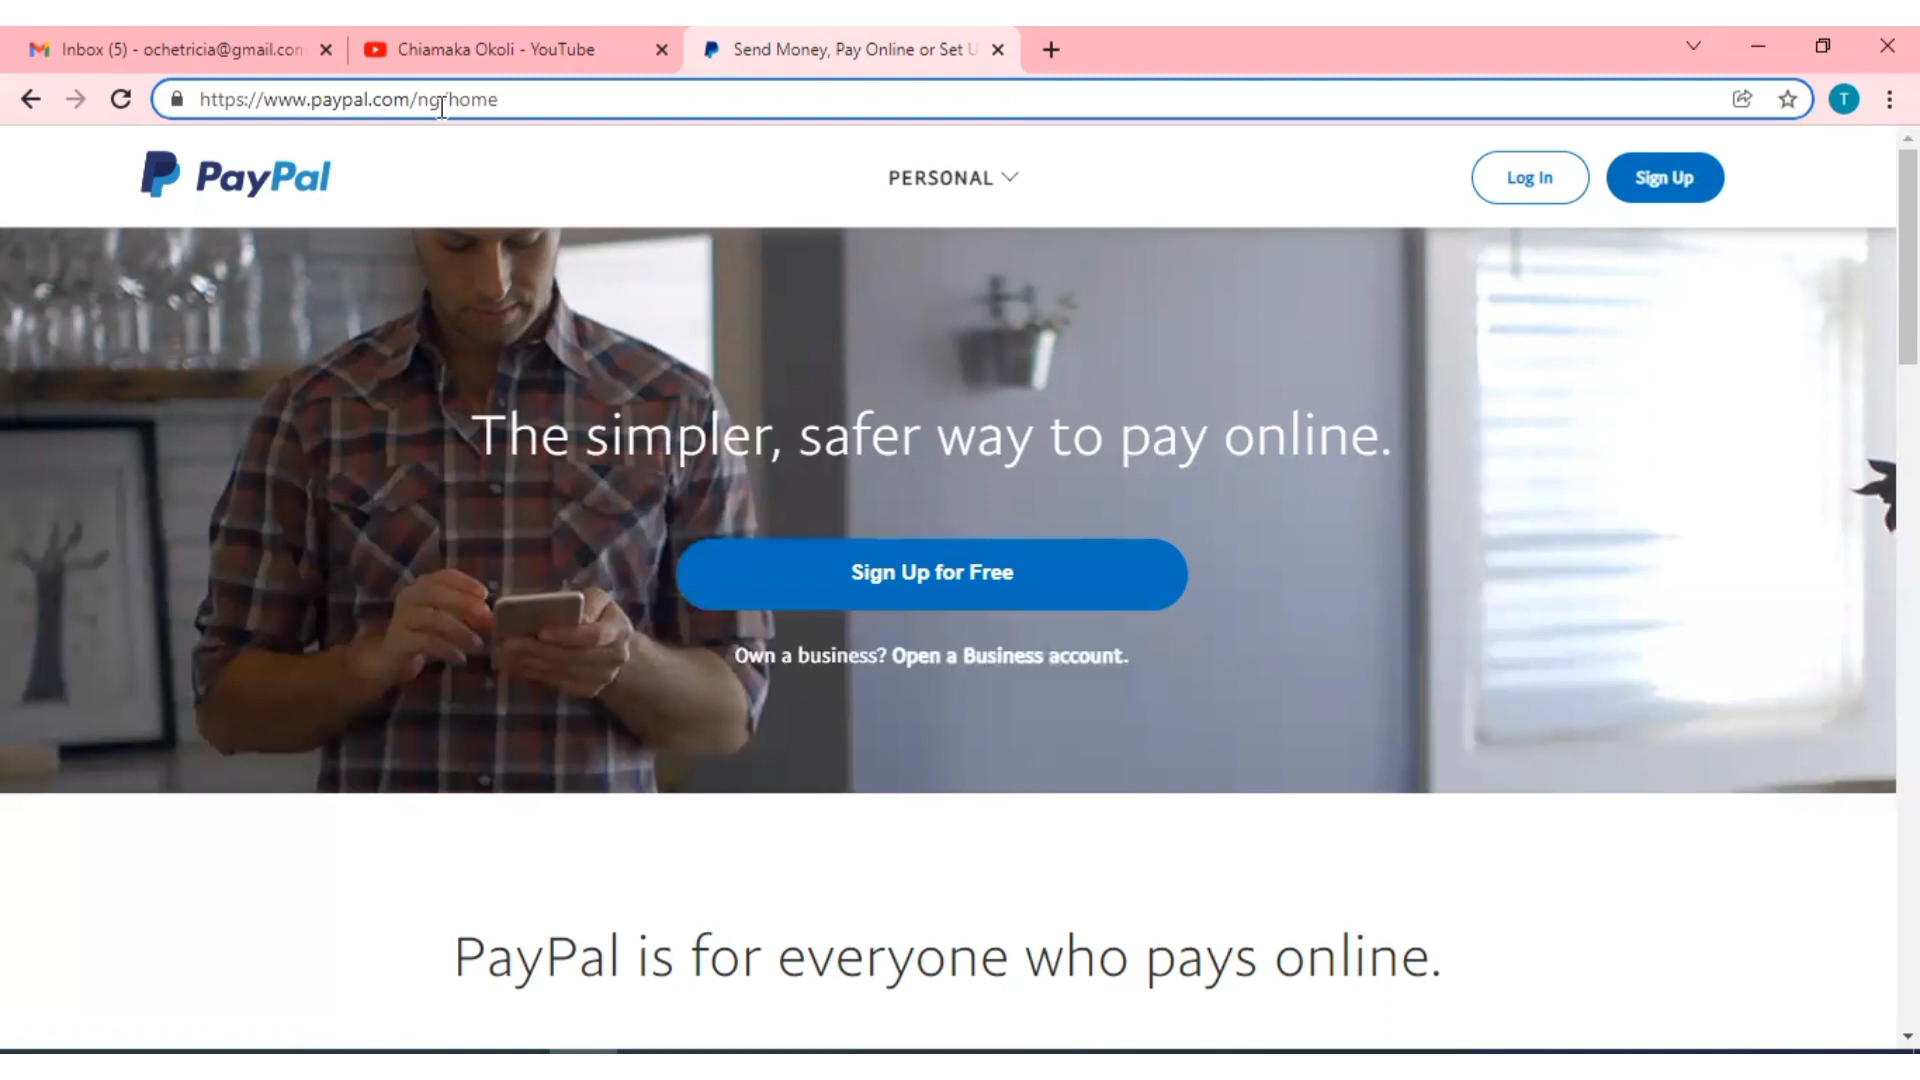 Inbox (5) - ochetricia@gmail.com
Chiamaka Okoli - YouTube
Send Money, Pay Online or Set U
https://www.paypal.com/ng/home
T
PayPal
PERSONAL
Log In
Sign Up
The simpler, safer way to pay online.
Sign Up for Free
Own a business? Open a Business account.
PayPal is for everyone who pays online.